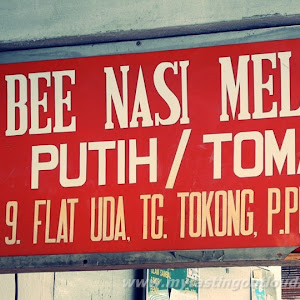 BEE NASI MEL
PUTIH / TOMA
9. FLAT UDA, TG. TOKONG, P.P